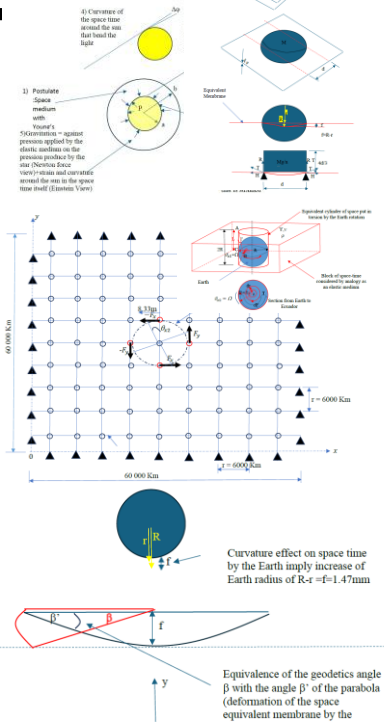 4) Curvature of
the space time
around the sun
that bend the
light
Δφ
1) Postulate
:Space
medium
with
Young's
5)Gravitation = against
pression applied by the
elastic medium on the
pression produce by the
star (Newton force
view)=strain and curvature
around the sun in the space
time itself (Einstein View)
P
b
a
M
Equivalent
Membrane
Equivalent cylinder of space put in
torsion by the Earth rotation
Earth
Block of space-time
considered by analogy as
an elastic medium
Section from Earth to
Ecuador
y
60 000 Km
r = 6000 Km
x
0
r = 6000 Km
60 000 Km
r
R
f
Curvature effect on space time
by the Earth imply increase of
Earth radius of R-r =f=1.47mm
β'
β
f
y
Equivalence of the geodetics angle
β with the angle β' of the parabola
(deformation of the space
equivalent membrane by the